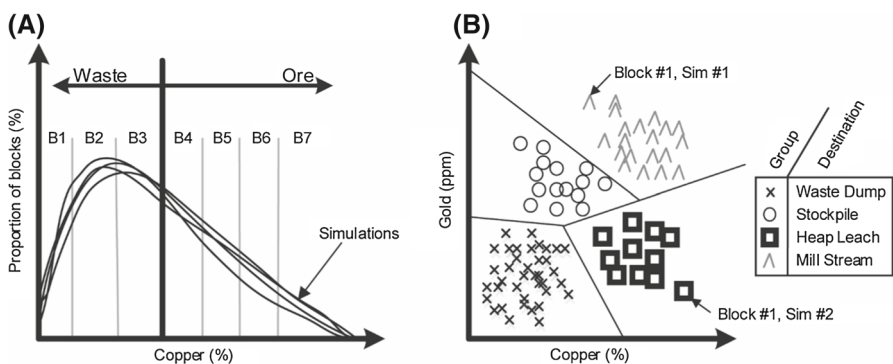 (A)
Proportion of blocks (%)
Waste
Ore
B1 B2 B3 B4 B5 B6 B7
Simulations
Copper (%)
(B)
Gold (ppm)
Block #1, Sim #1
Block #1, Sim #2
Copper (%)
Group
Destination
Waste Dump
Stockpile
Heap Leach
Mill Stream